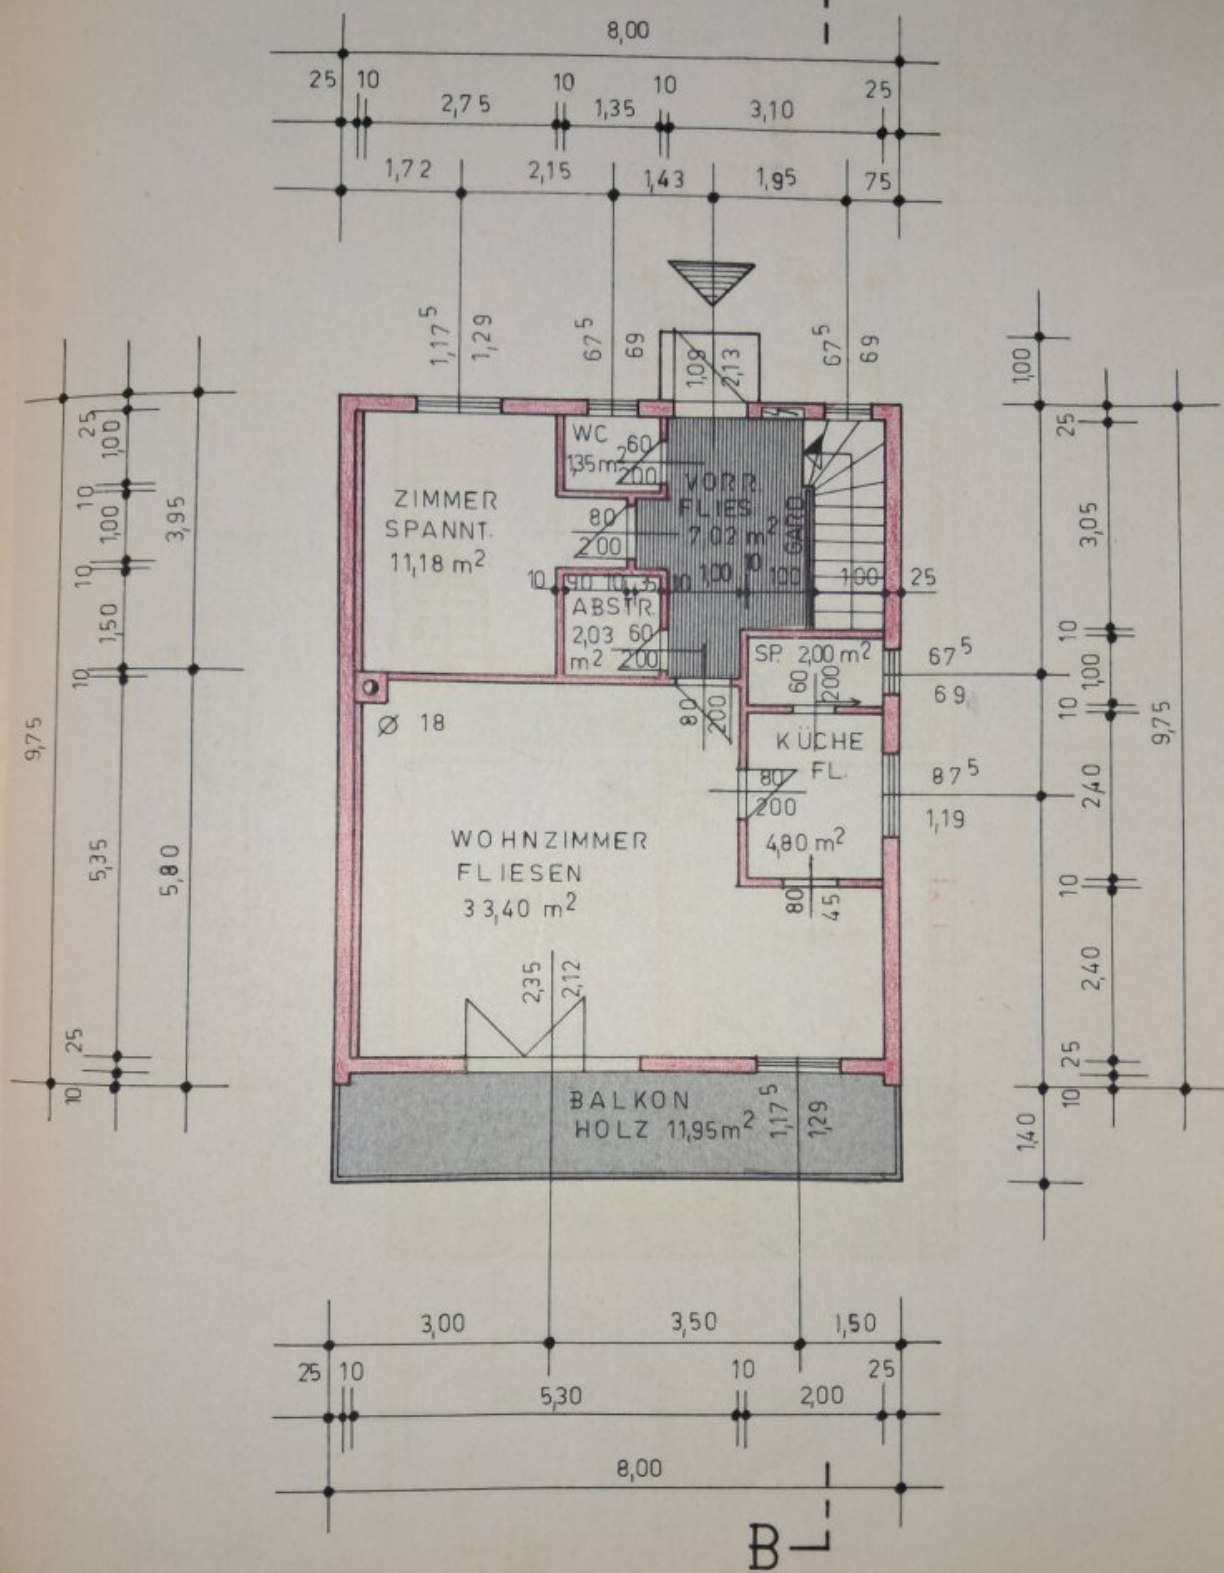 8,00
25 10 2,75 10 1,35 10 3,10 25
1,72 2,15 1,43 1,95 75
1,17⁵ 1,29 67⁵ 69 1,09 2,13 67⁵ 69
WC
1,35 m²
60
200
ZIMMER
SPANNT.
11,18 m²
80
200
VORR.
FLIES.
7,02 m²
GARD
10 90 10 35 10 1,00 10 100 100 25
ABSTR.
2,03
m²
60
200
SP. 2,00 m²
60
200
80
200
Ø 18
KÜCHE
FL.
80
200
4,80 m²
80
45
WOHNZIMMER
FLIESEN
33,40 m²
2,35
2,12
BALKON
HOLZ 11,95 m²
1,17⁵
1,29
9,75
25
1,00
10
1,00
10
1,50
10
5,35
25
10
3,95
5,80
67⁵
69
87⁵
1,19
1,00
1,40
25
3,05
10
1,00
10
2,40
10
2,40
25
10
9,75
3,00 3,50 1,50
25 10 5,30 10 2,00 25
8,00
B